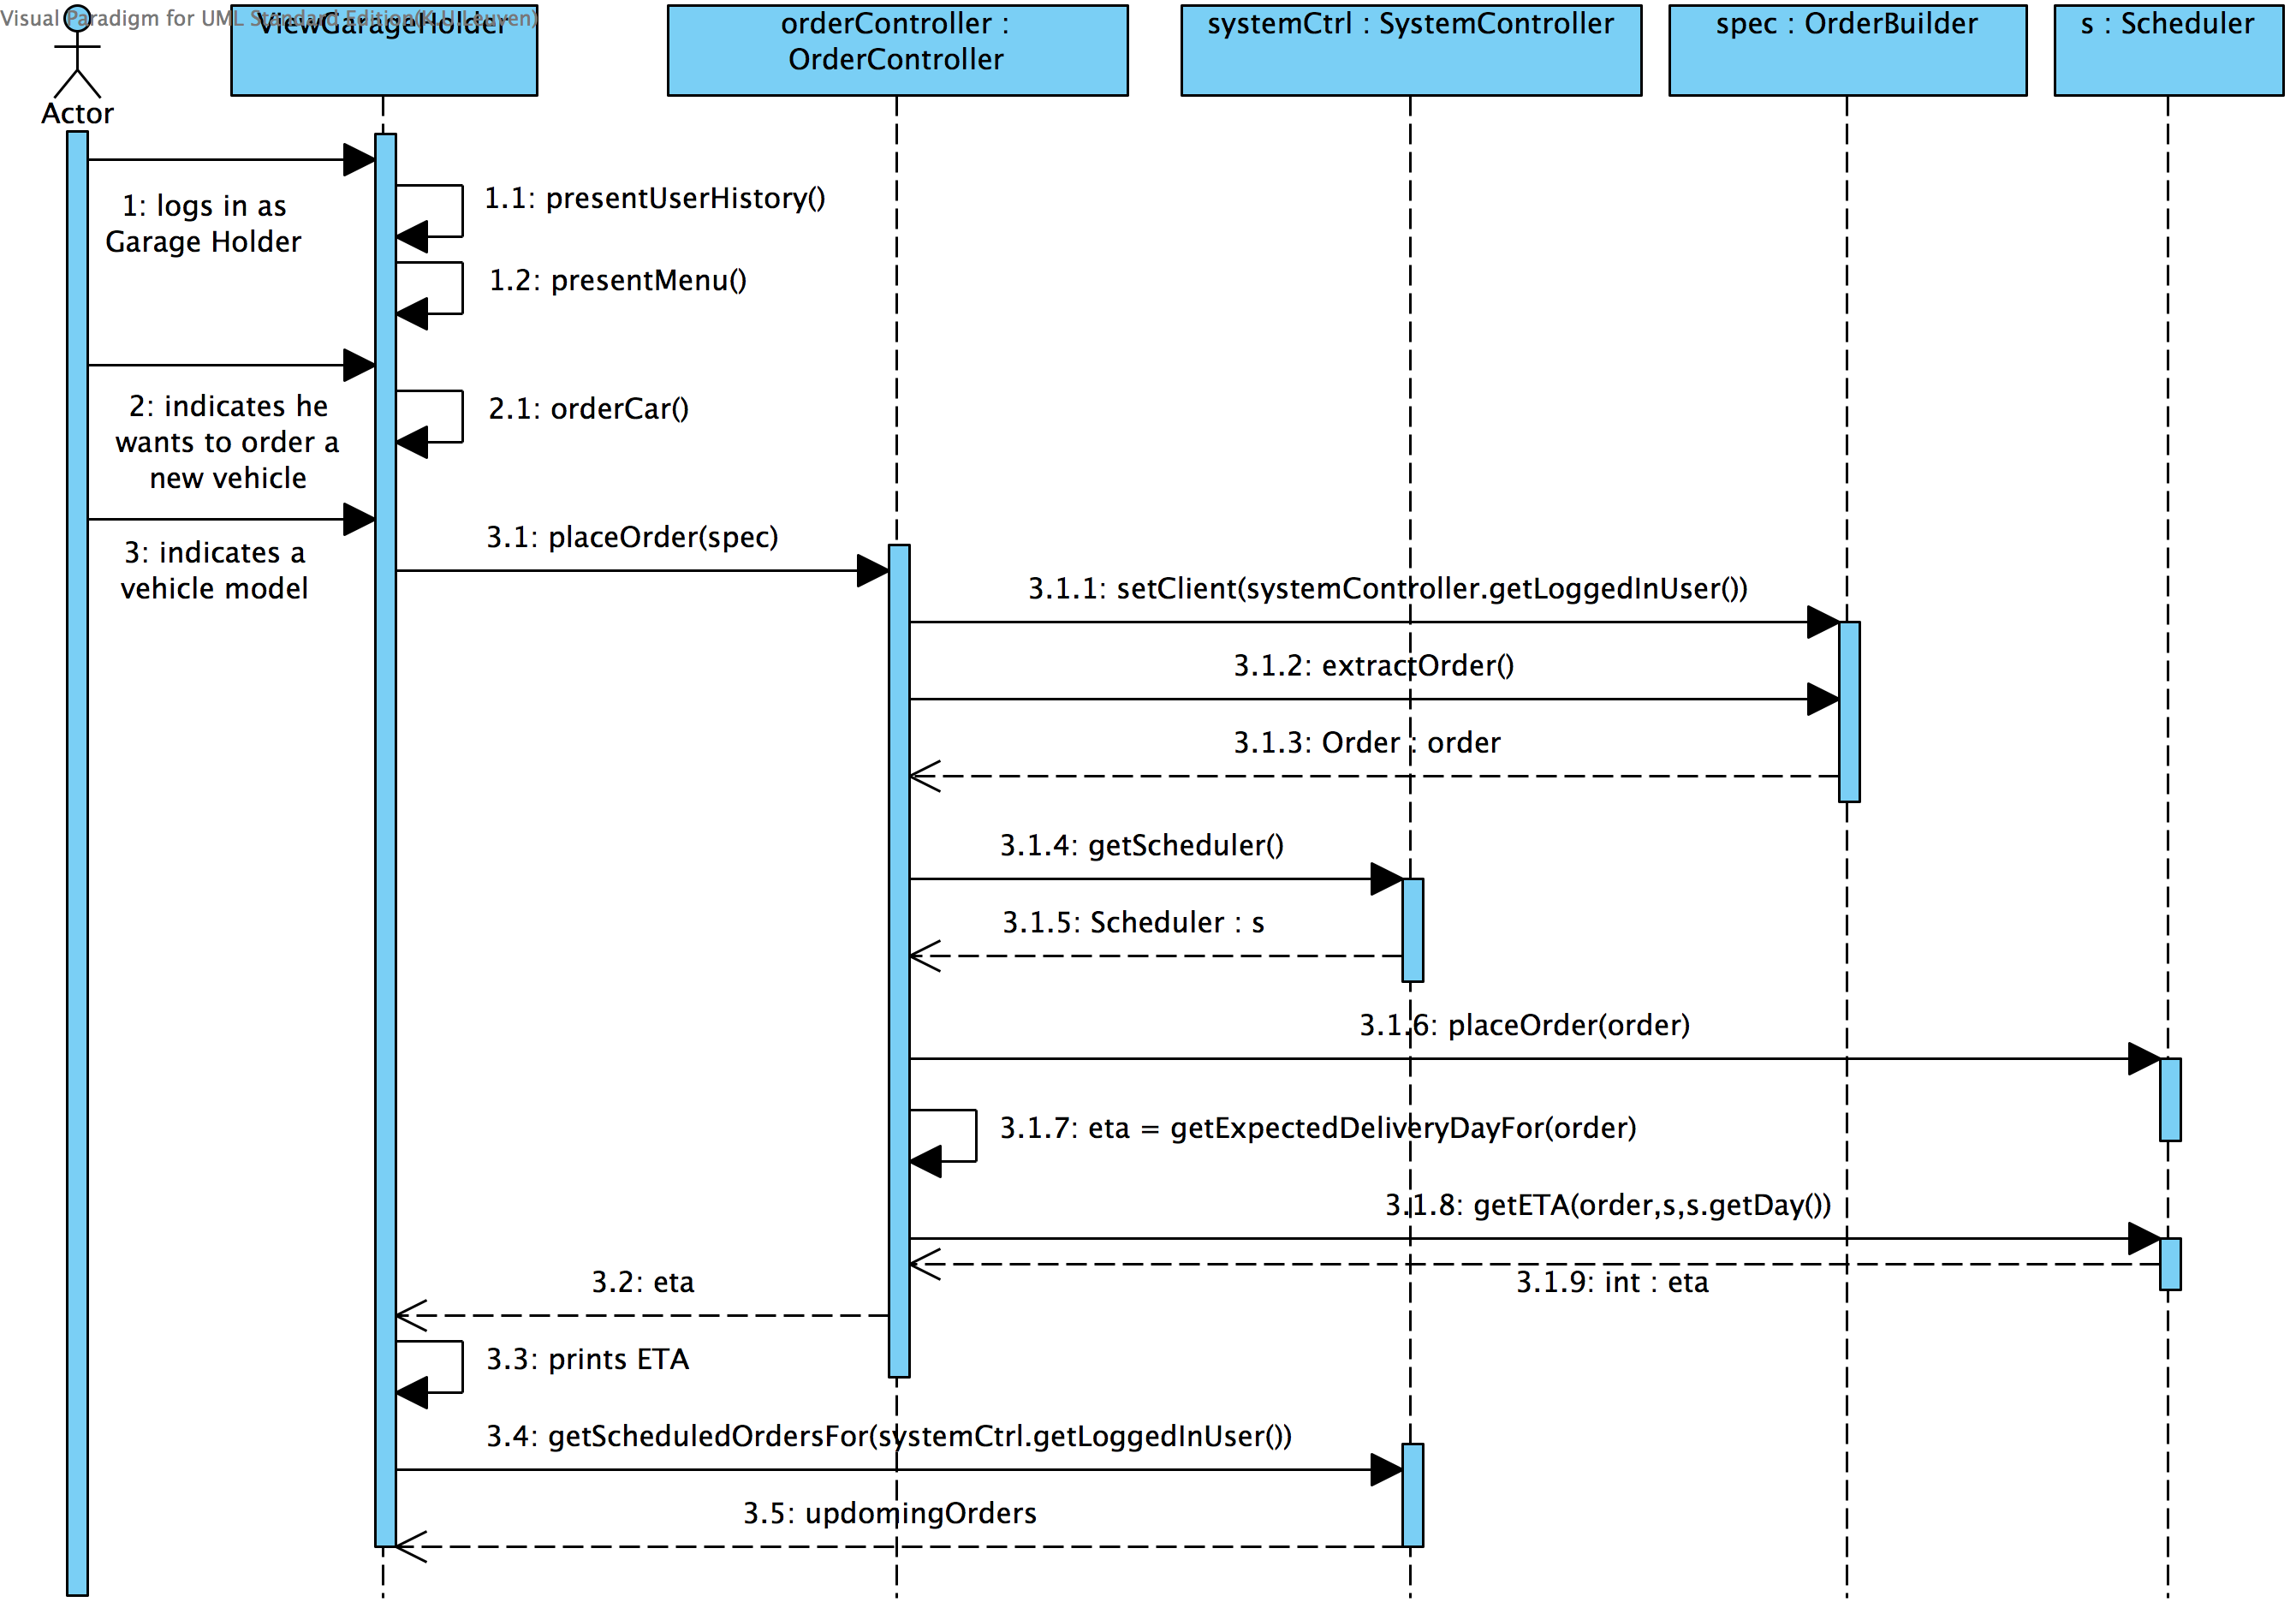 Visual Paradigm for UML Standard Edition(K.U.Leuven)
ViewGarageHolder
orderController :
OrderController
systemCtrl : SystemController
spec : OrderBuilder
s : Scheduler
Actor
1: logs in as
Garage Holder
1.1: presentUserHistory()
1.2: presentMenu()
2: indicates he
wants to order a
new vehicle
2.1: orderCar()
3: indicates a
vehicle model
3.1: placeOrder(spec)
3.1.1: setClient(systemController.getLoggedInUser())
3.1.2: extractOrder()
3.1.3: Order : order
3.1.4: getScheduler()
3.1.5: Scheduler : s
3.1.6: placeOrder(order)
3.1.7: eta = getExpectedDeliveryDayFor(order)
3.1.8: getETA(order,s,s.getDay())
3.1.9: int : eta
3.2: eta
3.3: prints ETA
3.4: getScheduledOrdersFor(systemCtrl.getLoggedInUser())
3.5: updomingOrders